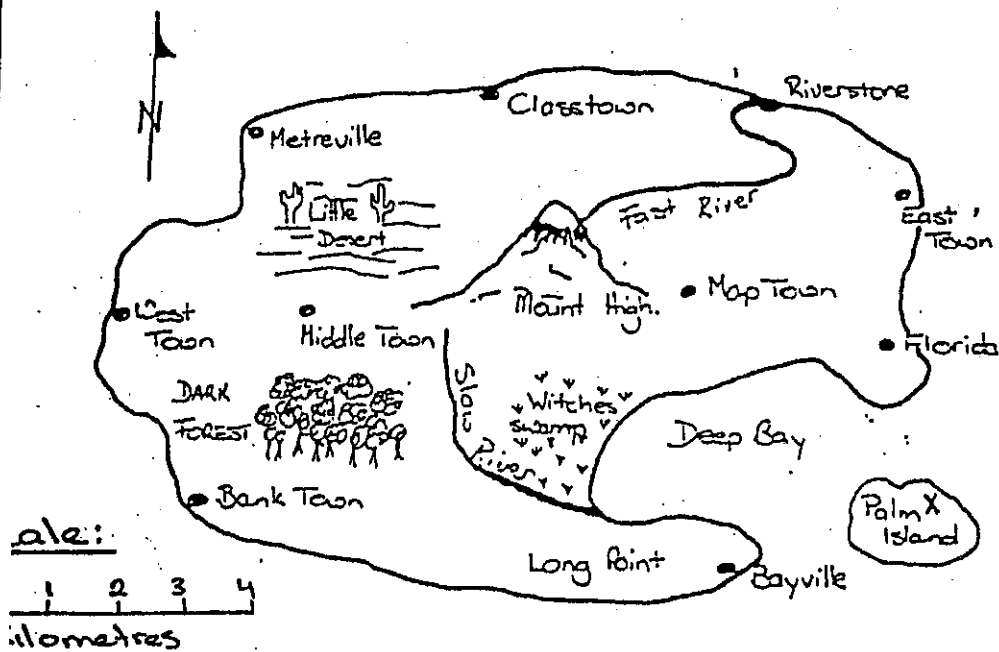 N
Metreville
Classtown
Riverstone
Little
Desert
Fast River
East
Town
West
Town
Middle Town
Mount High.
Map Town
Florida
DARK
FOREST
Slow
River
Witches
swamp
Deep Bay
Bank Town
Palm X
Island
Long Point
Bayville
ale:
1 2 3 4
ilometres